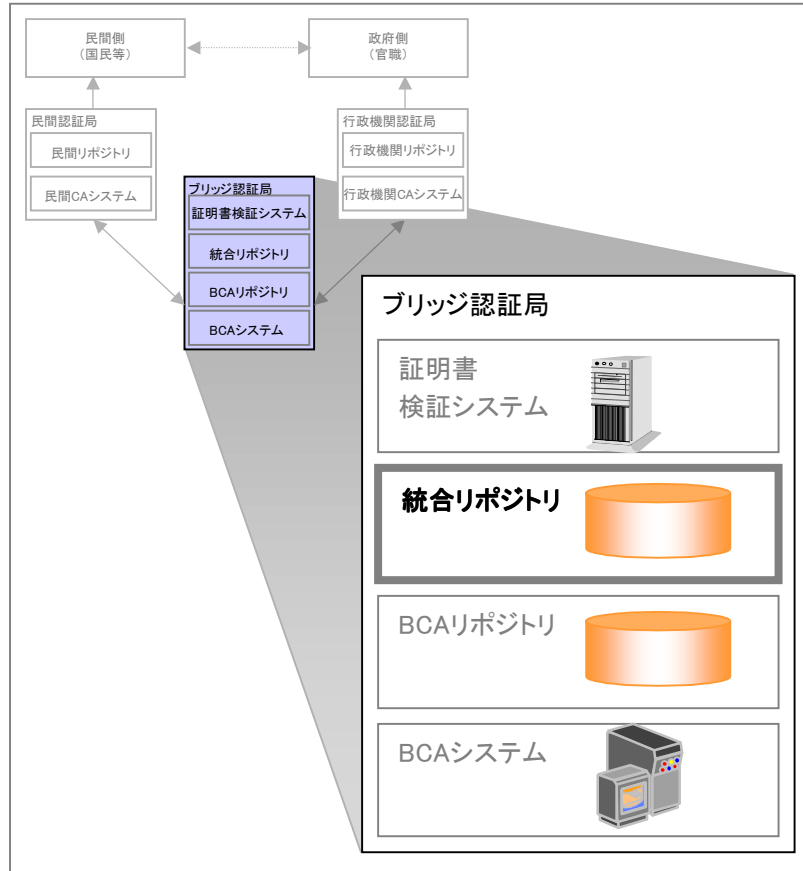 民間側
（国民等）
政府側
（官職）
民間認証局
民間リポジトリ
民間CAシステム
行政機関認証局
行政機関リポジトリ
行政機関CAシステム
ブリッジ認証局
証明書検証システム
統合リポジトリ
BCAリポジトリ
BCAシステム
ブリッジ認証局
証明書
検証システム
統合リポジトリ
BCAリポジトリ
BCAシステム